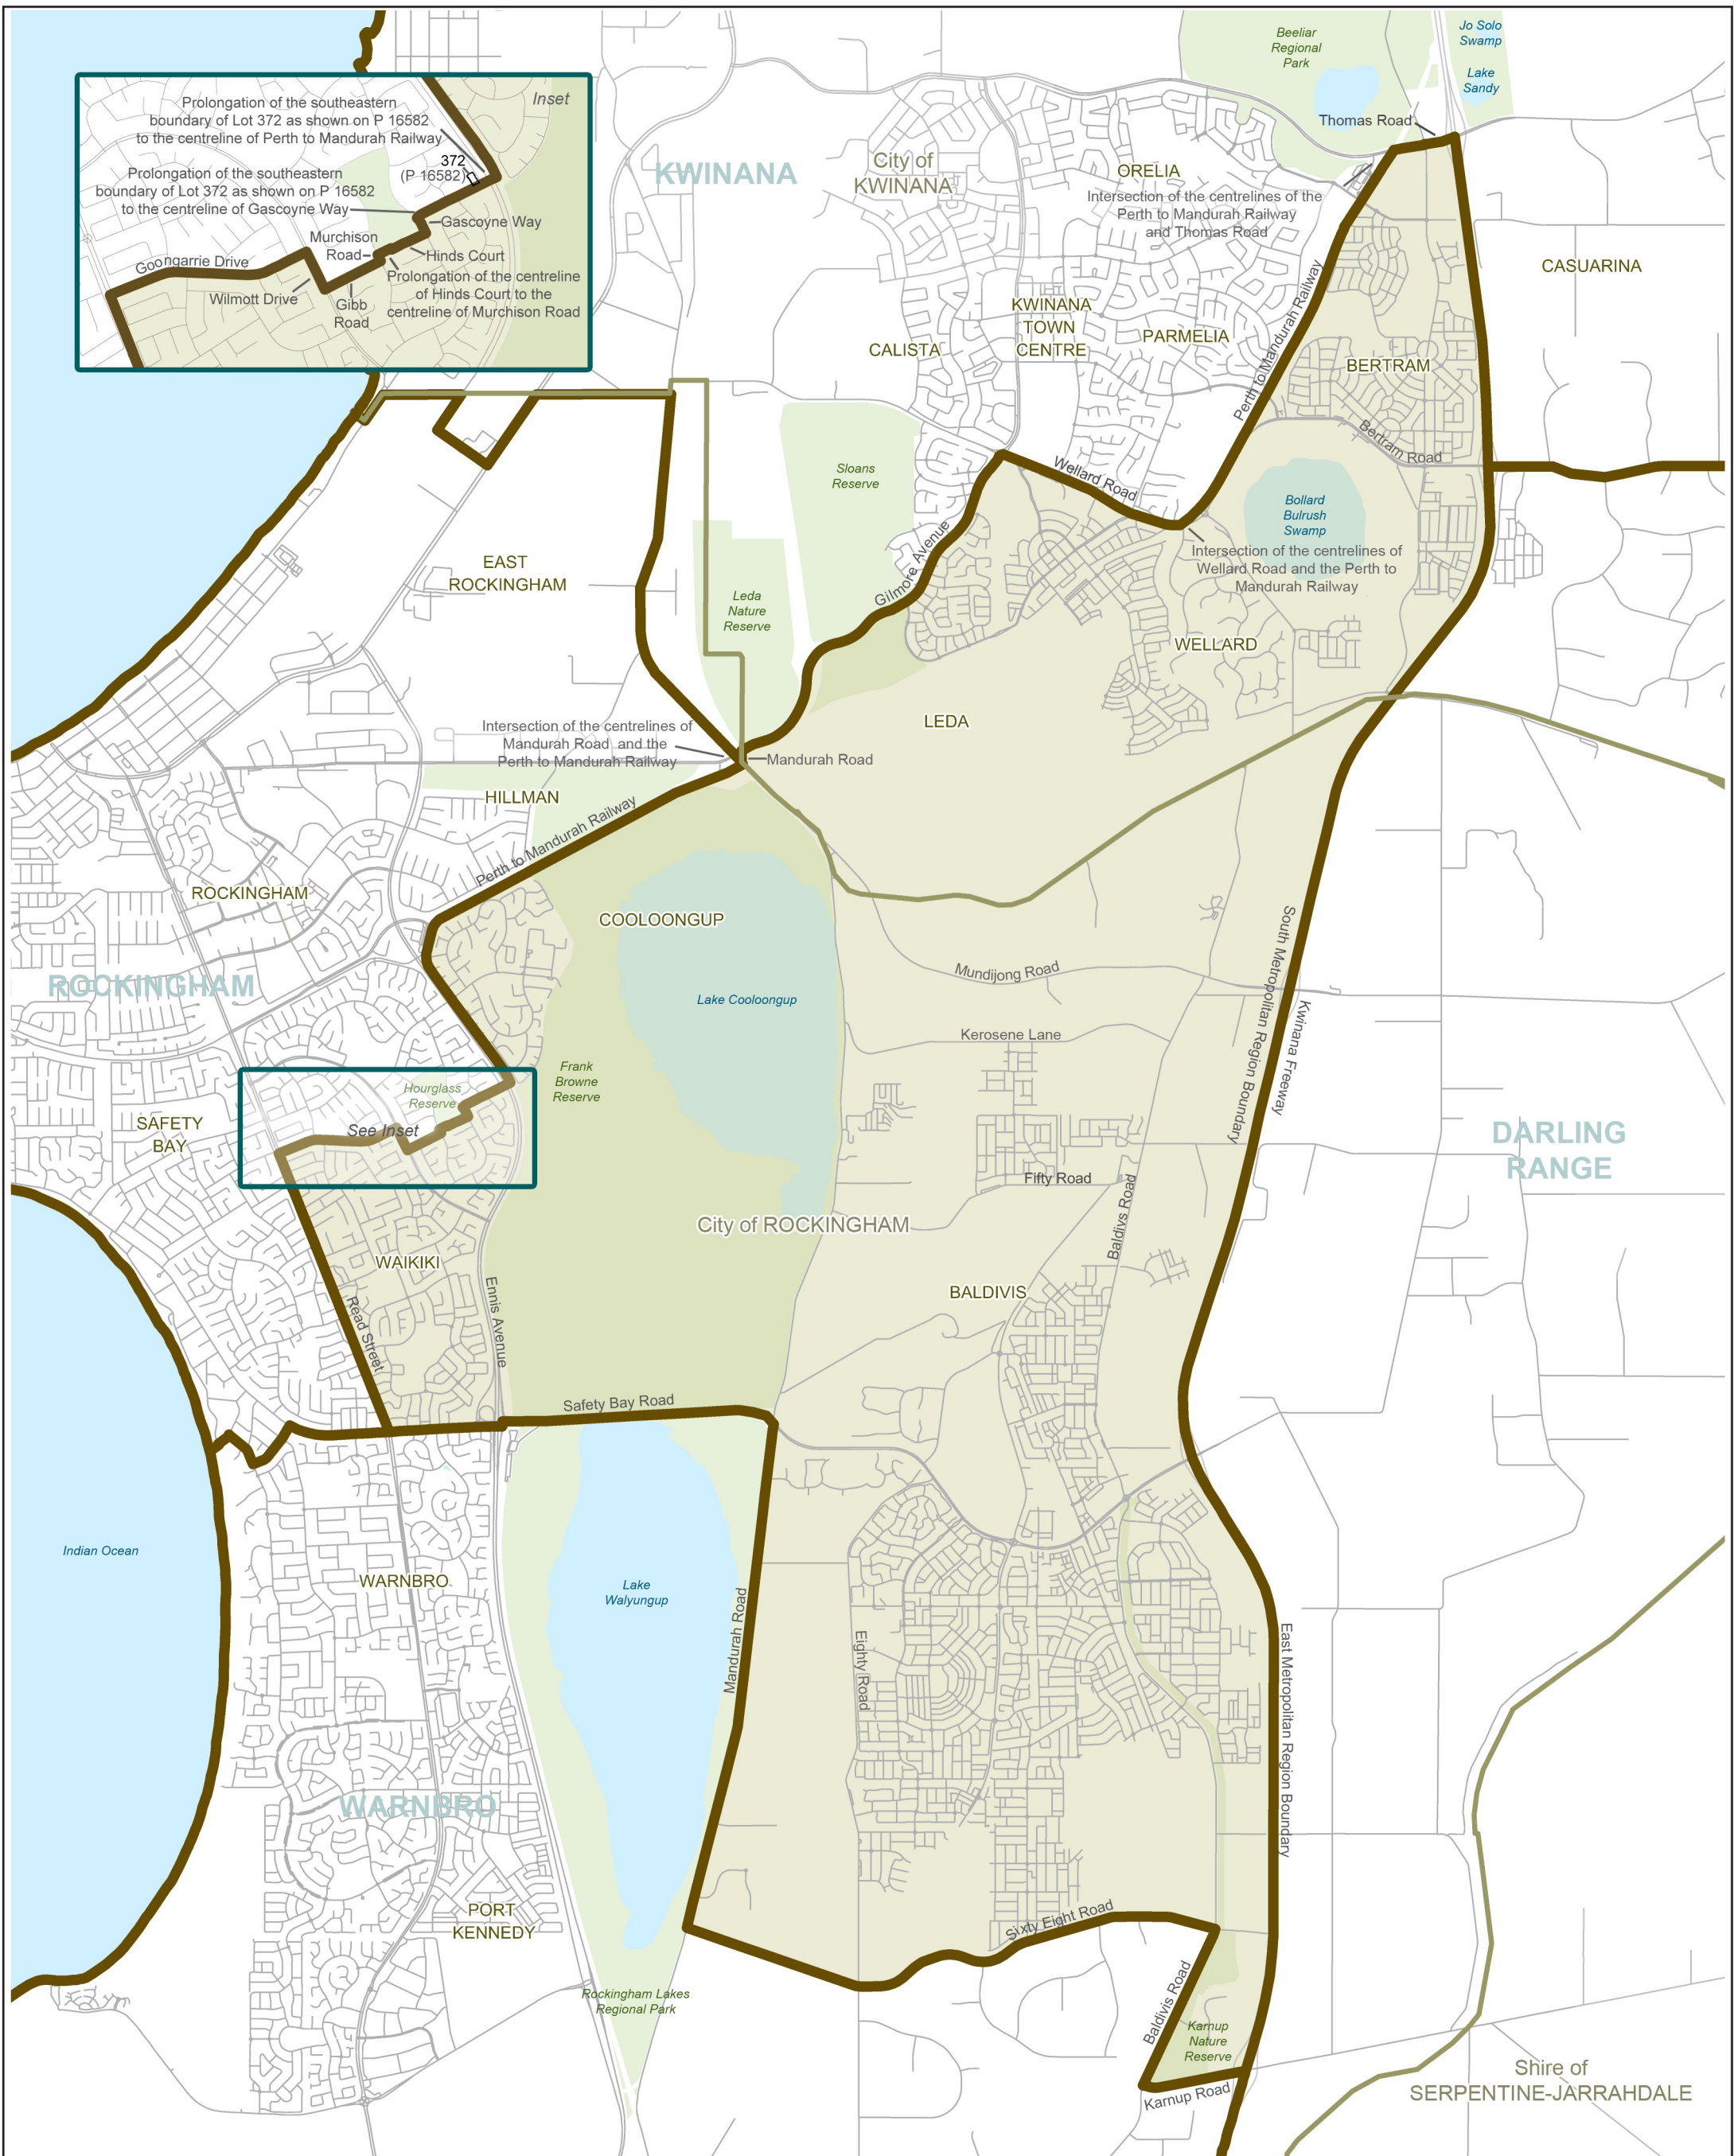 Beeliar
Regional
Park
Jo Solo
Swamp
Lake
Sandy
Thomas Road
Inset
Prolongation of the southeastern
boundary of Lot 372 as shown on P 16582
to the centreline of Perth to Mandurah Railway
372
(P 16582)
Prolongation of the southeastern
boundary of Lot 372 as shown on P 16582
to the centreline of Gascoyne Way
Gascoyne Way
Murchison
Road
Hinds Court
Goongarrie Drive
Prolongation of the centreline
of Hinds Court to the
centreline of Murchison Road
Wilmott Drive
Gibb
Road
KWINANA
City of
KWINANA
ORELIA
Intersection of the centrelines of the
Perth to Mandurah Railway
and Thomas Road
CASUARINA
KWINANA
TOWN
CENTRE
CALISTA
PARMELIA
Perth to Mandurah Railway
BERTRAM
Bertram Road
Sloans
Reserve
Wellard Road
Bollard
Bulrush
Swamp
Intersection of the centrelines of
Wellard Road and the Perth to
Mandurah Railway
EAST
ROCKINGHAM
Leda
Nature
Reserve
Gilmore Avenue
WELLARD
LEDA
Intersection of the centrelines of
Mandurah Road and the
Perth to Mandurah Railway
Mandurah Road
HILLMAN
Perth to Mandurah Railway
ROCKINGHAM
COOLOONGUP
ROCKINGHAM
Lake Cooloongup
Mundijong Road
South Metropolitan Region Boundary
Kwinana Freeway
Kerosene Lane
Frank
Browne
Reserve
Hourglass
Reserve
See Inset
SAFETY
BAY
DARLING
RANGE
Fifty Road
Baldivs Road
City of ROCKINGHAM
WAIKIKI
Ennis Avenue
Read Street
BALDIVIS
Safety Bay Road
Indian Ocean
WARNBRO
Lake
Walyungup
Mandurah Road
Eighty Road
East Metropolitan Region Boundary
WARNBRO
PORT
KENNEDY
Sixty Eight Road
Rockingham Lakes
Regional Park
Baldivis Road
Karnup
Nature
Reserve
Karnup Road
Shire of
SERPENTINE-JARRAHDALE